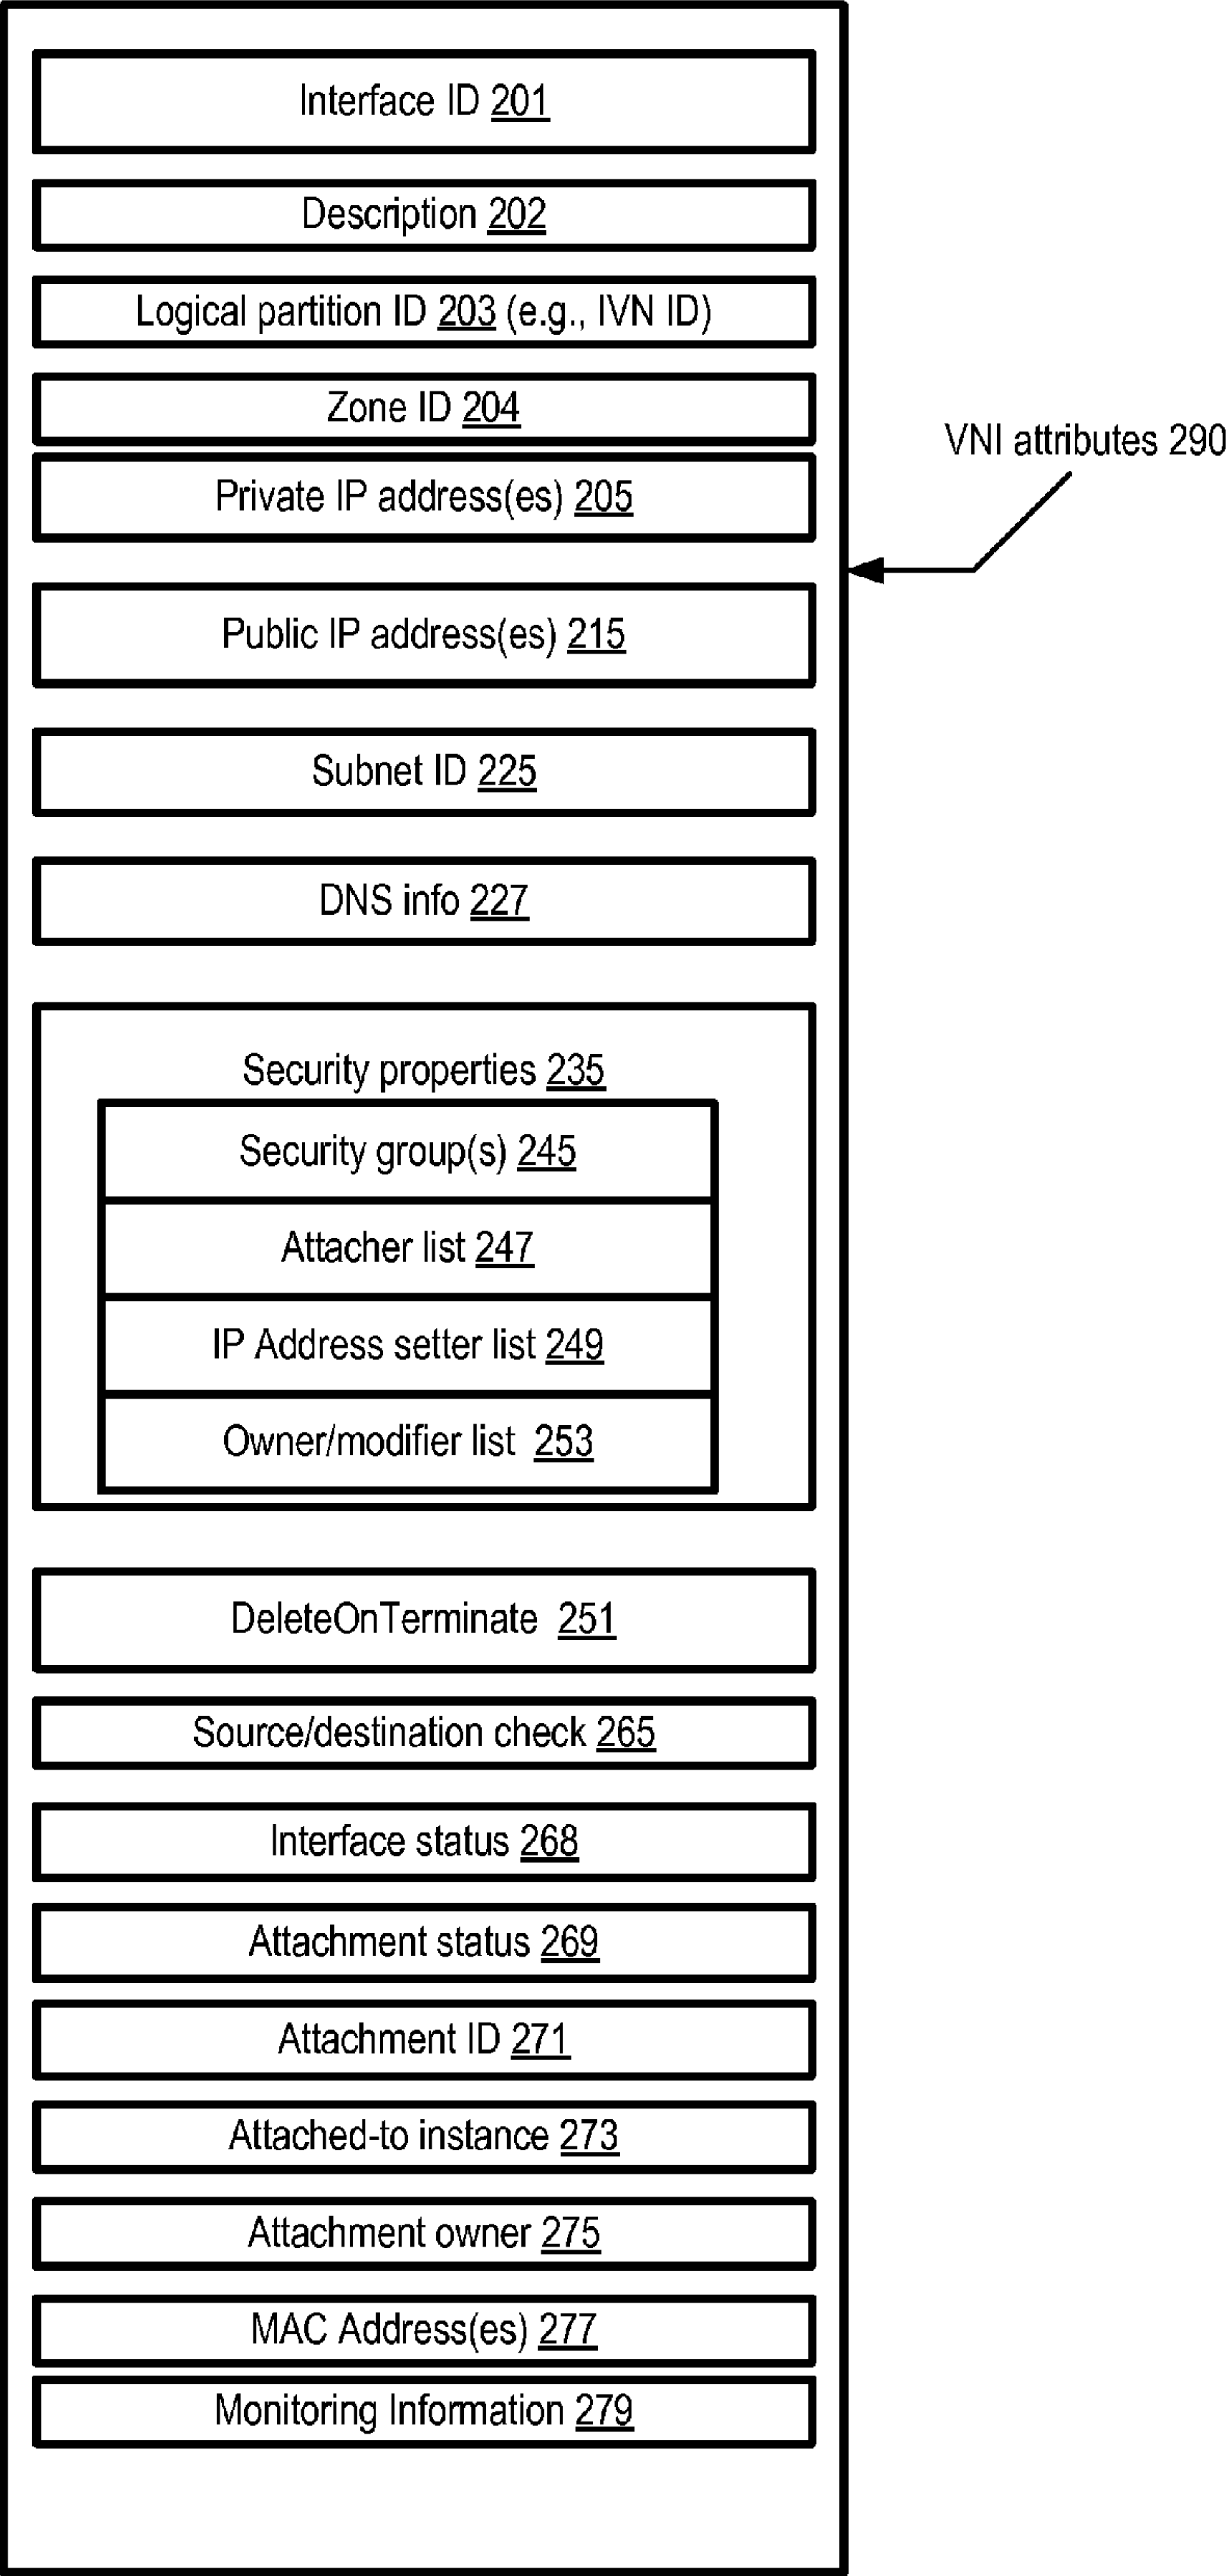 Interface ID 201
Description 202
Logical partition ID 203 (e.g., IVN ID)
Zone ID 204
VNI attributes 290
Private IP address(es) 205
Public IP address(es) 215
Subnet ID 225
DNS info 227
Security properties 235
Security group(s) 245
Attacher list 247
IP Address setter list 249
Owner/modifier list 253
DeleteOnTerminate 251
Source/destination check 265
Interface status 268
Attachment status 269
Attachment ID 271
Attached-to instance 273
Attachment owner 275
MAC Address(es) 277
Monitoring Information 279